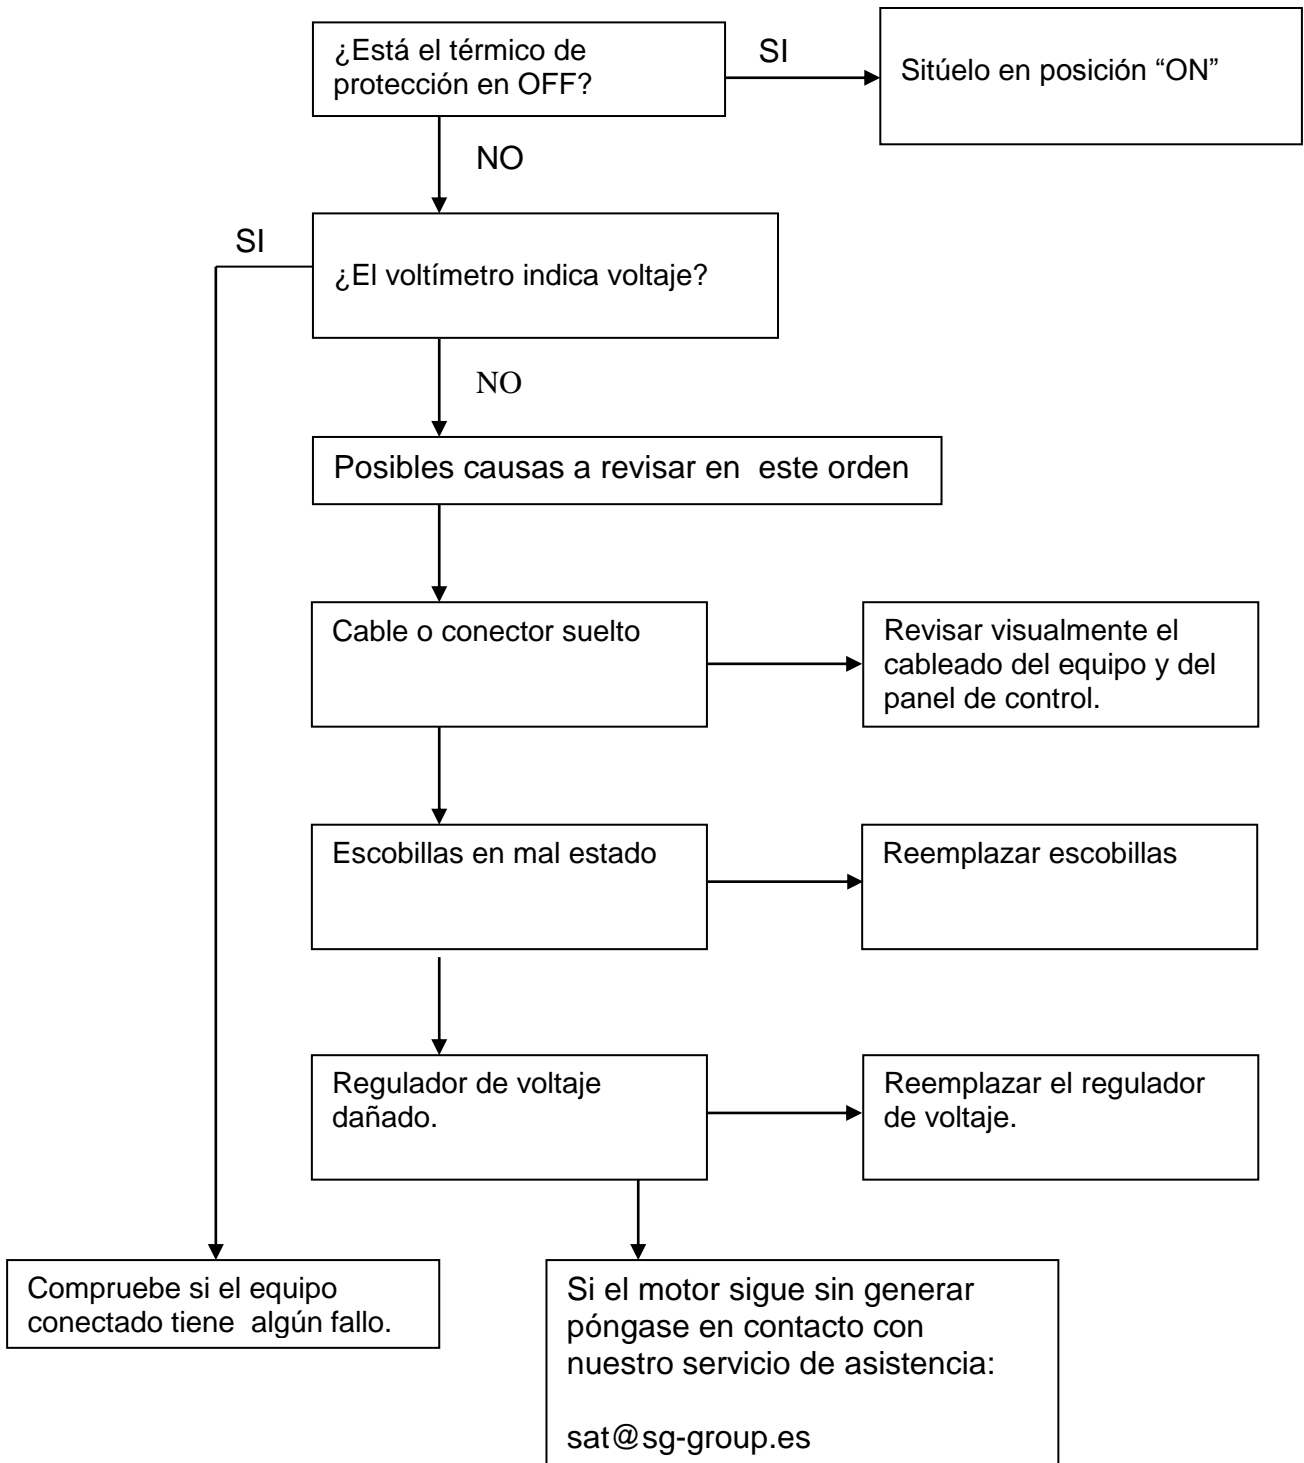 ¿Está el térmico de
protección en OFF?
SI
Sitúelo en posición “ON”
NO
SI
¿El voltímetro indica voltaje?
NO
Posibles causas a revisar en  este orden
Cable o conector suelto
Revisar visualmente el
cableado del equipo y del
panel de control.
Escobillas en mal estado
Reemplazar escobillas
Regulador de voltaje
dañado.
Reemplazar el regulador
de voltaje.
Compruebe si el equipo
conectado tiene  algún fallo.
Si el motor sigue sin generar
póngase en contacto con
nuestro servicio de asistencia:
sat@sg-group.es